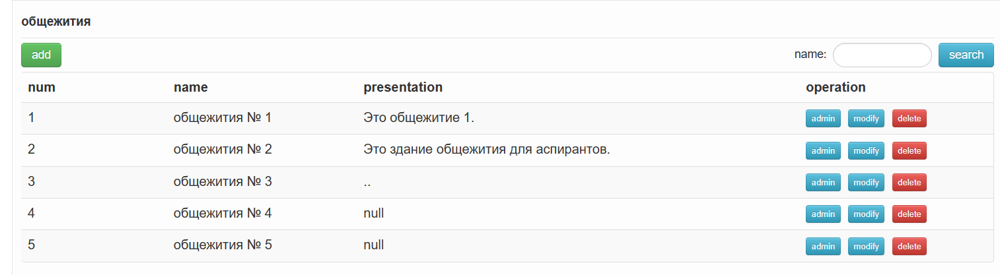 общежития
add name: search
num name presentation operation
1 общежития № 1 Это общежитие 1. admin modify delete
2 общежития № 2 Это здание общежития для аспирантов. admin modify delete
3 общежития № 3 .. admin modify delete
4 общежития № 4 null admin modify delete
5 общежития № 5 null admin modify delete